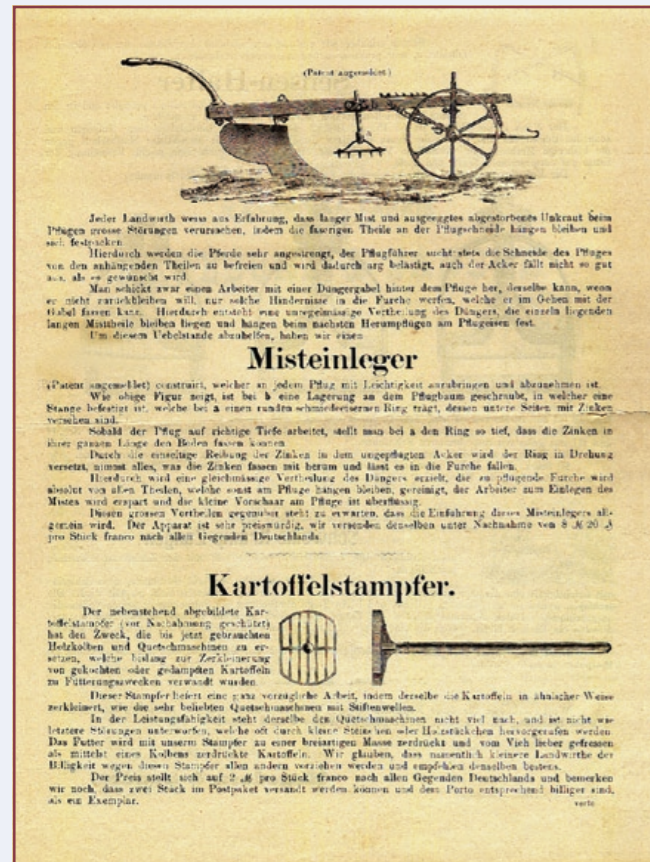 (Patent angemeldet)
Jeder Landwirth weiss aus Erfahrung, dass langer Mist und ausgeeggtes abgestorbenes Unkraut beim
Pflügen grosse Störungen verursachen, indem die faserigen Theile an der Pflugschneide hängen bleiben und
sich festpacken
Hierdurch werden die Pferde sehr angestrengt, der Pflugführer sucht stets die Schneide des Pfluges
von den anhängenden Theilen zu befreien und wird dadurch arg belästigt, auch der Acker fällt nicht so gut
aus, als es gewünscht wird.
Man schickt zwar einen Arbeiter mit einer Düngergabel hinter dem Pfluge her, derselbe kann, wenn
er nicht zurückbleiben will, nur solche Hindernisse in die Furche werfen, welche er im Gehen mit der
Gabel fassen kann. Hierdurch entsteht eine unregelmässige Vertheilung des Düngers, die einzeln liegenden
langen Misttheile bleiben liegen und hängen beim nächsten Herumpflügen am Pflugeisen fest.
Um diesem Uebelstande abzuhelfen, haben wir einen
Misteinleger
(Patent angemeldet) construirt, welcher an jedem Pflug mit Leichtigkeit anzubringen und abzunehmen ist.
Wie obige Figur zeigt, ist bei b eine Lagerung an dem Pflugbaum geschraubt, in welcher eine
Stange befestigt ist, welche bei a einen runden schmiedeeisernen Ring trägt, dessen untere Seiten mit Zinken
versehen sind.
Sobald der Pflug auf richtige Tiefe arbeitet, stellt man bei a den Ring so tief, dass die Zinken in
ihrer ganzen Länge den Boden fassen können
Durch die einseitige Reibung der Zinken in dem ungepflügten Acker wird der Ring in Drehung
versetzt, nimmt alles, was die Zinken fassen mit herum und lässt es in die Furche fallen.
Hierdurch wird eine gleichmässige Vertheilung des Düngers erzielt, die zu pflügende Furche wird
absolut von allen Theilen, welche sonst am Pfluge hängen bleiben, gereinigt, der Arbeiter zum Einlegen des
Mistes wird erspart und die kleine Vorschaar am Pfluge ist überflüssig.
Diesen grossen Vortheilen gegenüber steht zu erwarten, dass die Einführung dieses Misteinlegers all-
gemein wird. Der Apparat ist sehr preiswürdig, wir versenden denselben unter Nachnahme von 8 ℳ 20 ₰
pro Stück franco nach allen Gegenden Deutschlands
Kartoffelstampfer.
Der nebenstehend abgebildete Kar-
toffelstampfer (vor Nachahmung geschützt)
hat den Zweck, die bis jetzt gebrauchten
Holzkolben und Quetschmaschinen zu er-
setzen, welche bislang zur Zerkleinerung
von gekochten oder gedämpften Kartoffeln
zu Fütterungszwecken verwandt wurden.
Dieser Stampfer liefert eine ganz vorzügliche Arbeit, indem derselbe die Kartoffeln in ähnlicher Weise
zerkleinert, wie die sehr beliebten Quetschmaschinen mit Stiftenwellen.
In der Leistungsfähigkeit steht derselbe den Quetschmaschinen nicht viel nach, und ist nicht wie
letztere Störungen unterworfen, welche oft durch kleine Steinchen oder Holzstückchen hervorgerufen werden
Das Futter wird mit unserm Stampfer zu einer breiartigen Masse zerdrückt und vom Vieh lieber gefressen
als mittelst eines Kolbens zerdrückte Kartoffeln. Wir glauben, dass namentlich kleinere Landwirthe der
Billigkeit wegen diesen Stampfer allen andern vorziehen werden und empfehlen denselben bestens.
Der Preis stellt sich auf 2 ℳ pro Stück franco nach allen Gegenden Deutschlands und bemerken
wir noch, dass zwei Stück im Postpaket versandt werden können und dem Porto entsprechend billiger sind,
als ein Exemplar.
verte